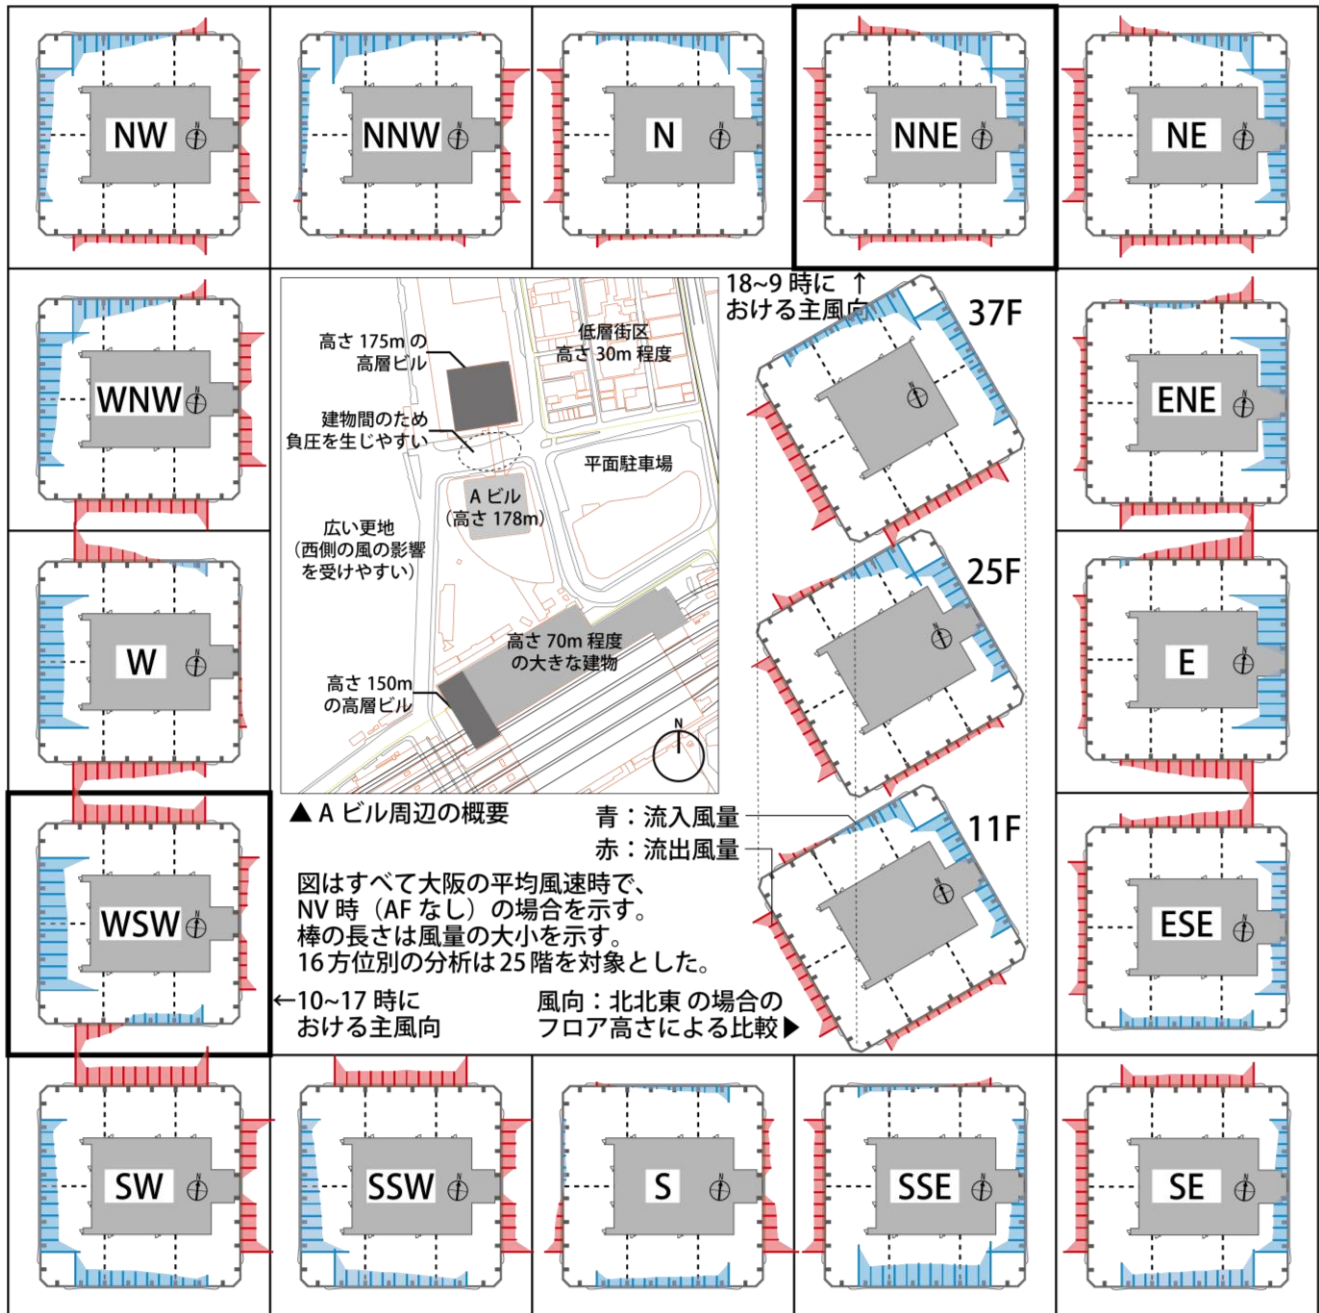 NW
NNW
N
NNE
NE
WNW
高さ 175m の
高層ビル
低層街区
高さ 30m 程度
建物間のため
負圧を生じやすい
平面駐車場
A ビル
(高さ 178m)
広い更地
(西側の風の影響
を受けやすい)
高さ 70m 程度
の大きな建物
高さ 150m
の高層ビル
N
▲ A ビル周辺の概要
18~9 時に ↑
おける主風向
37F
25F
11F
青：流入風量
赤：流出風量
図はすべて大阪の平均風速時で、
NV 時（AF なし）の場合を示す。
棒の長さは風量の大小を示す。
16 方位別の分析は 25 階を対象とした。
←10~17 時に
おける主風向
風向：北北東 の場合の
フロア高さによる比較▶
ENE
W
E
WSW
ESE
SW
SSW
S
SSE
SE